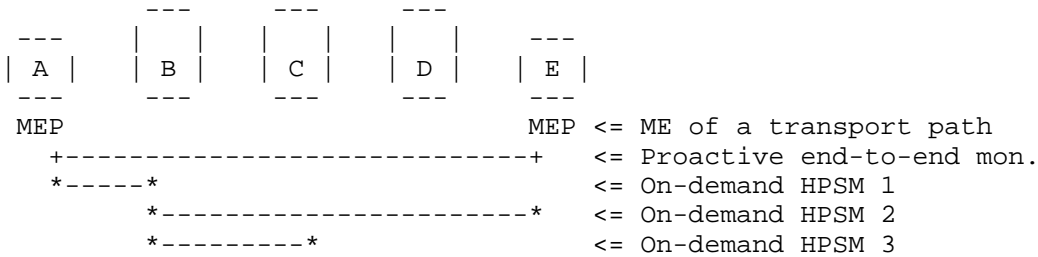 A B C D E
MEP MEP <= ME of a transport path
<= Proactive end-to-end mon.
<= On-demand HPSM 1
<= On-demand HPSM 2
<= On-demand HPSM 3